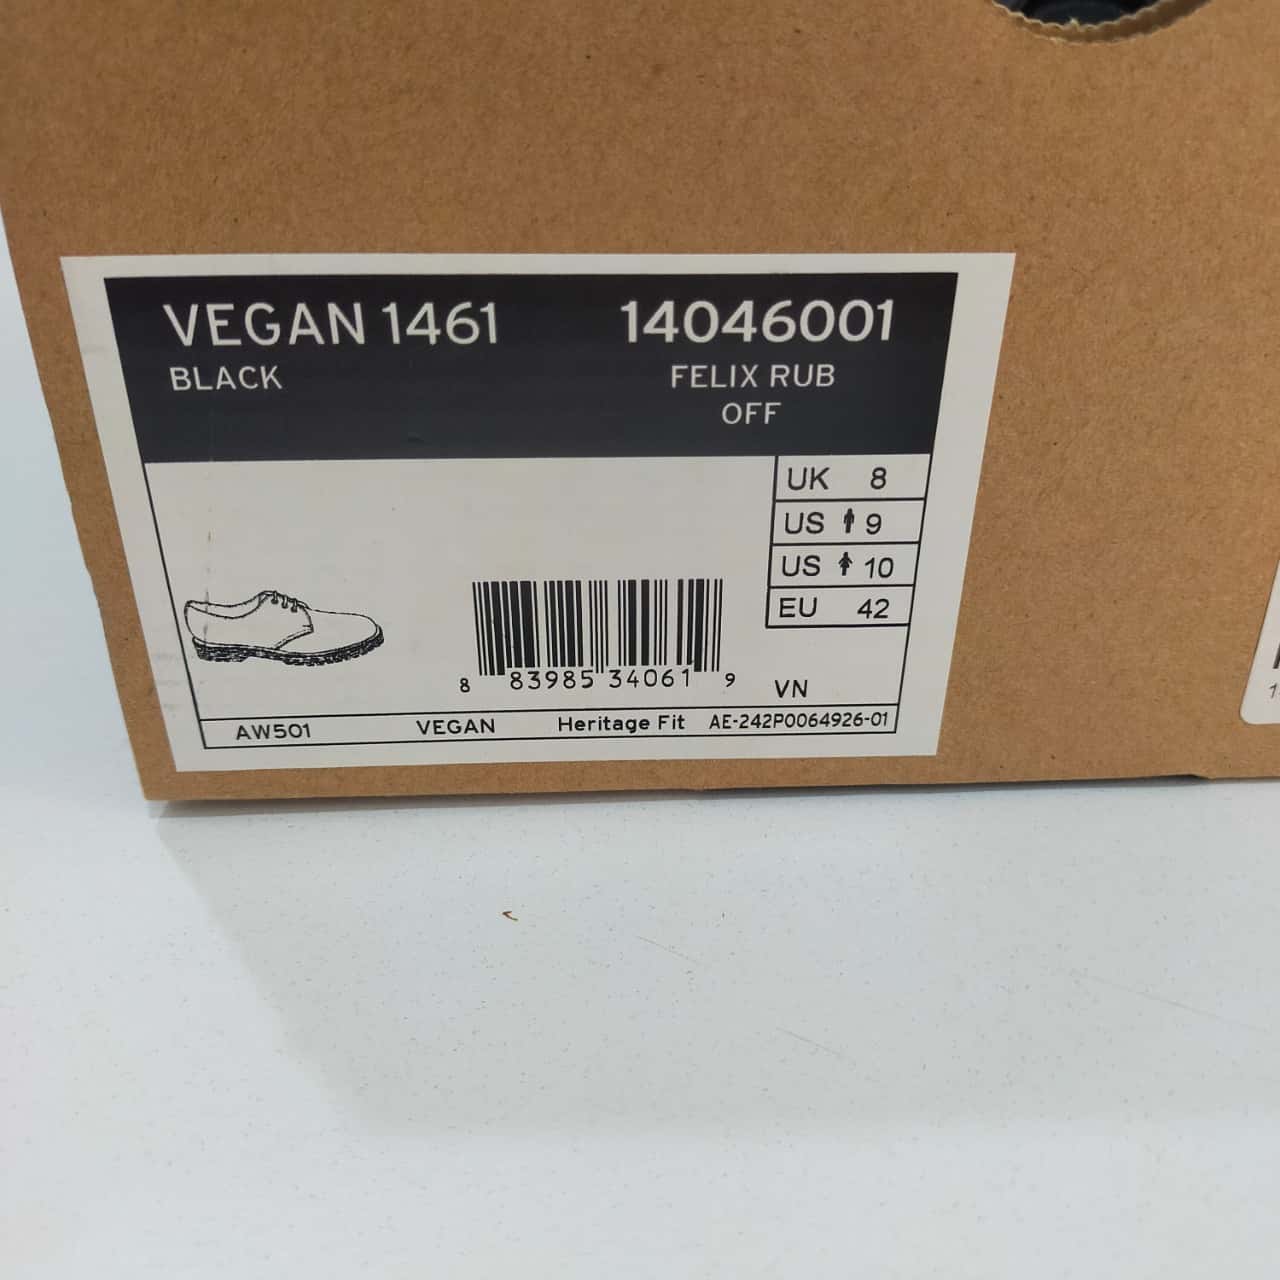 VEGAN 1461 14046001
BLACK FELIX RUB
OFF
UK 8
US 9
US 10
EU 42
8 83985 34061 9
VN
AW501 VEGAN Heritage Fit AE-242P0064926-01